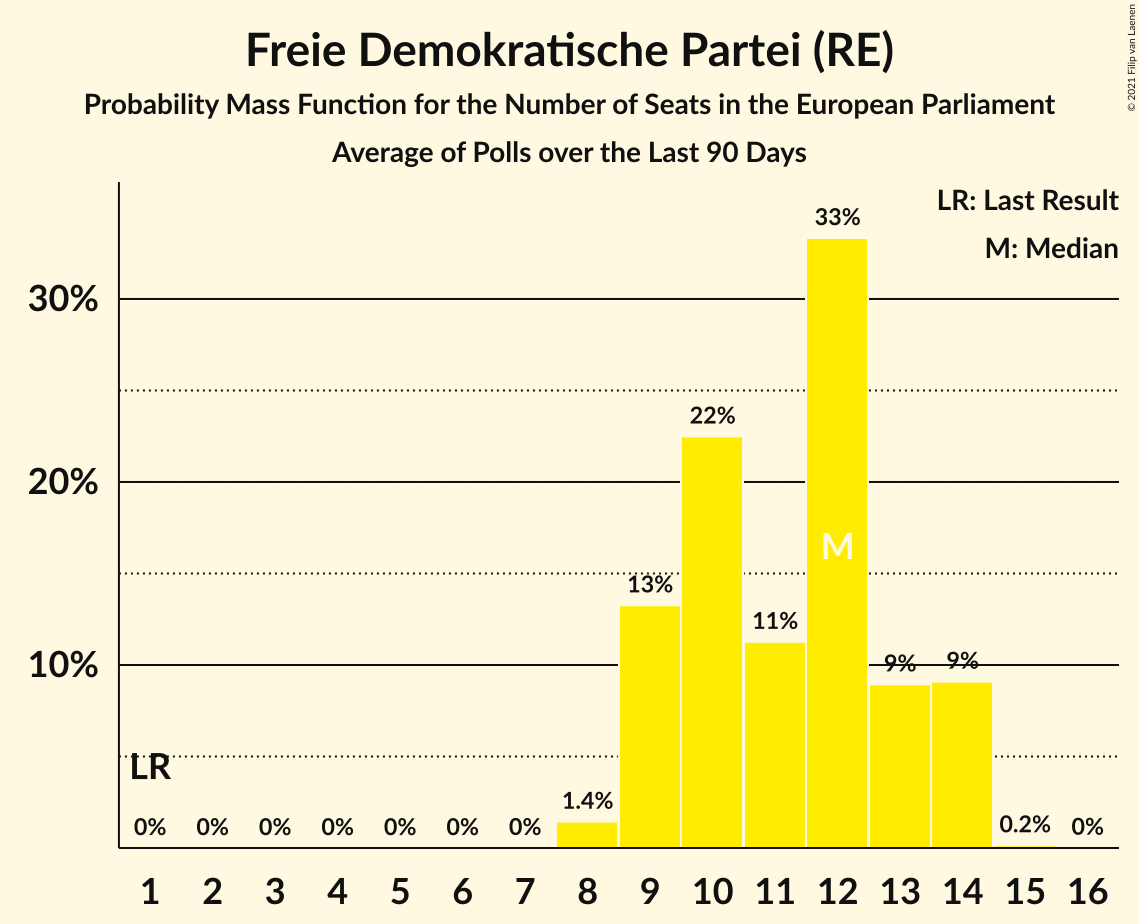 Freie Demokratische Partei (RE)
Probability Mass Function for the Number of Seats in the European Parliament
Average of Polls over the Last 90 Days
© 2021 Filip van Laenen
LR: Last Result
M: Median
30%
20%
10%
33%
22%
13%
11%
9%
9%
1.4%
0.2%
0%
0%
0%
0%
0%
0%
0%
0%
LR
M
1 2 3 4 5 6 7 8 9 10 11 12 13 14 15 16